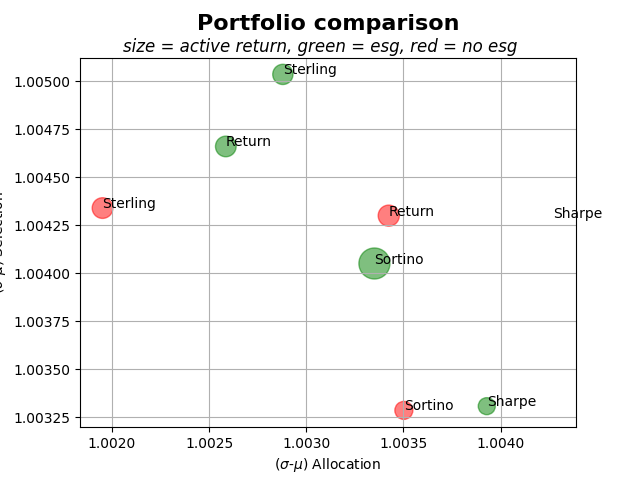 Portfolio comparison
size = active return, green = esg, red = no esg
1.00500
1.00475
1.00450
1.00425
1.00400
1.00375
1.00350
1.00325
Sterling
Return
Sterling
Return
Sharpe
Sortino
Sortino
Sharpe
1.0020
1.0025
1.0030
1.0035
1.0040
(σ-μ) Allocation